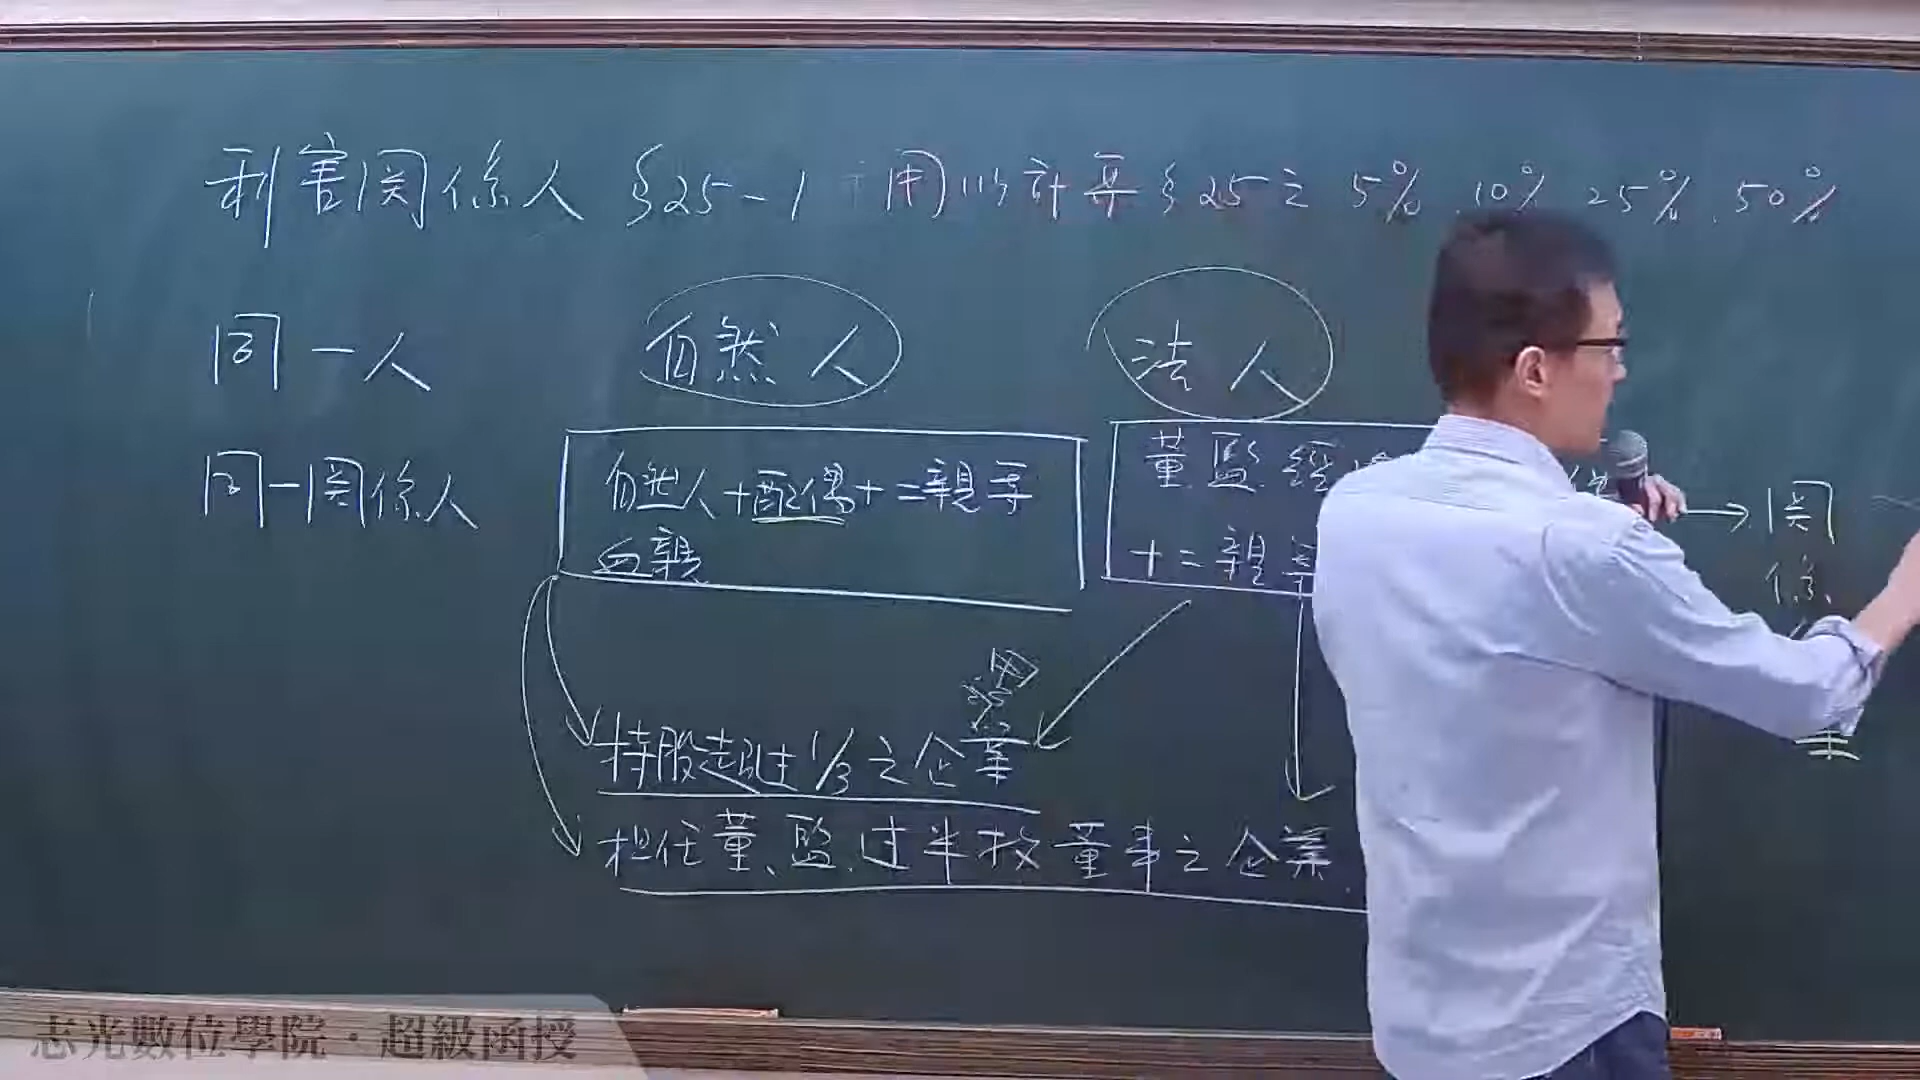 利害関係人 §25-1 用以計算§25之 5% 10% 25% 50%
同一人 自然人 法人
同一関係人 自然人+配偶+二親等
血親
董.監.經
+二親等
→関
係
業
持股超过1/3之企業
担任董、監.过半放董事之企業.
志光數位學院·超級函授